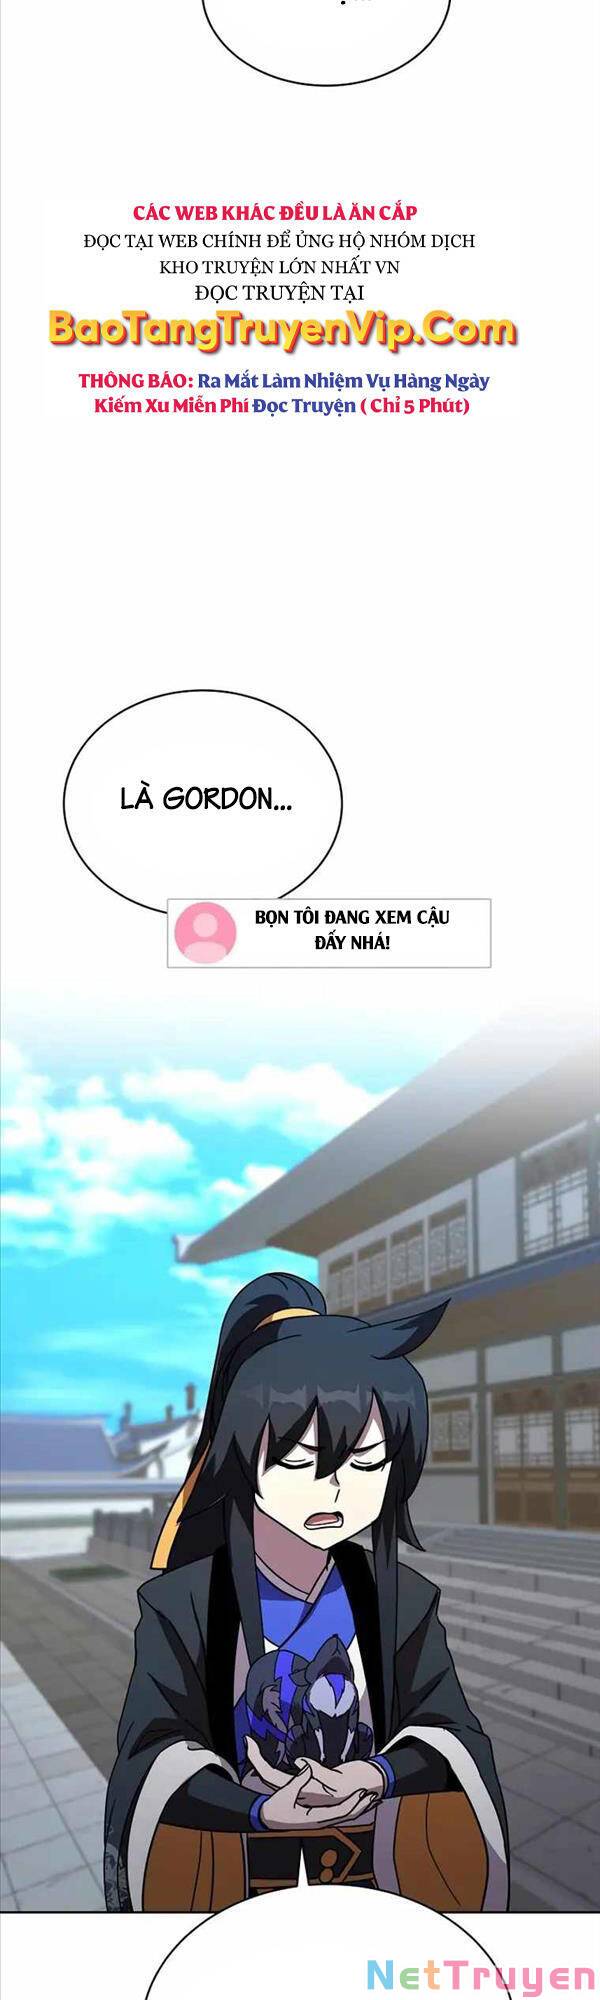 CÁC WEB KHÁC ĐỀU LÀ ĂN CẮP
ĐỌC TẠI WEB CHÍNH ĐỂ ỦNG HỘ NHÓM DỊCH
KHO TRUYỆN LỚN NHẤT VN
ĐỌC TRUYỆN TẠI
BaoTangTruyenVip.Com
THÔNG BÁO: Ra Mắt Làm Nhiệm Vụ Hàng Ngày
Kiếm Xu Miễn Phí Đọc Truyện ( Chỉ 5 Phút)
LÀ GORDON...
BỌN TÔI ĐANG XEM CẬU
ĐẤY NHÁ!
NetTruyen